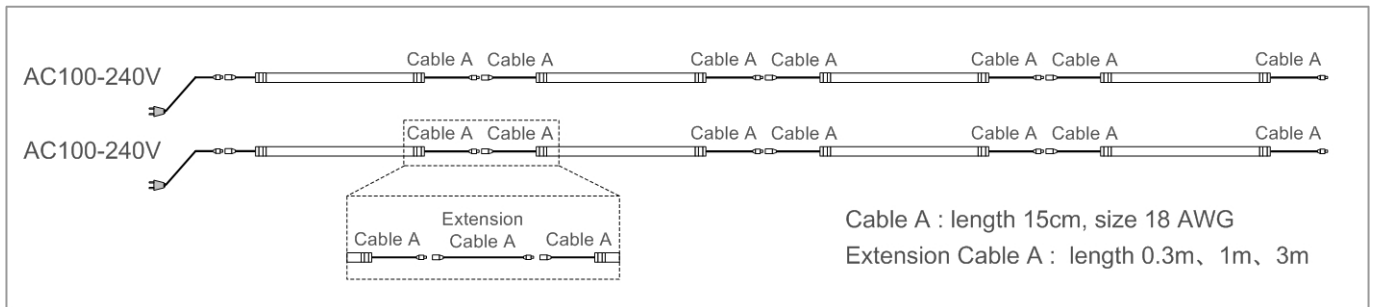 Cable A Cable A Cable A Cable A Cable A Cable A Cable A
AC100-240V
Cable A Cable A Cable A Cable A Cable A Cable A Cable A
AC100-240V
Extension
Cable A Cable A Cable A
Cable A : length 15cm, size 18 AWG
Extension Cable A : length 0.3m、1m、3m